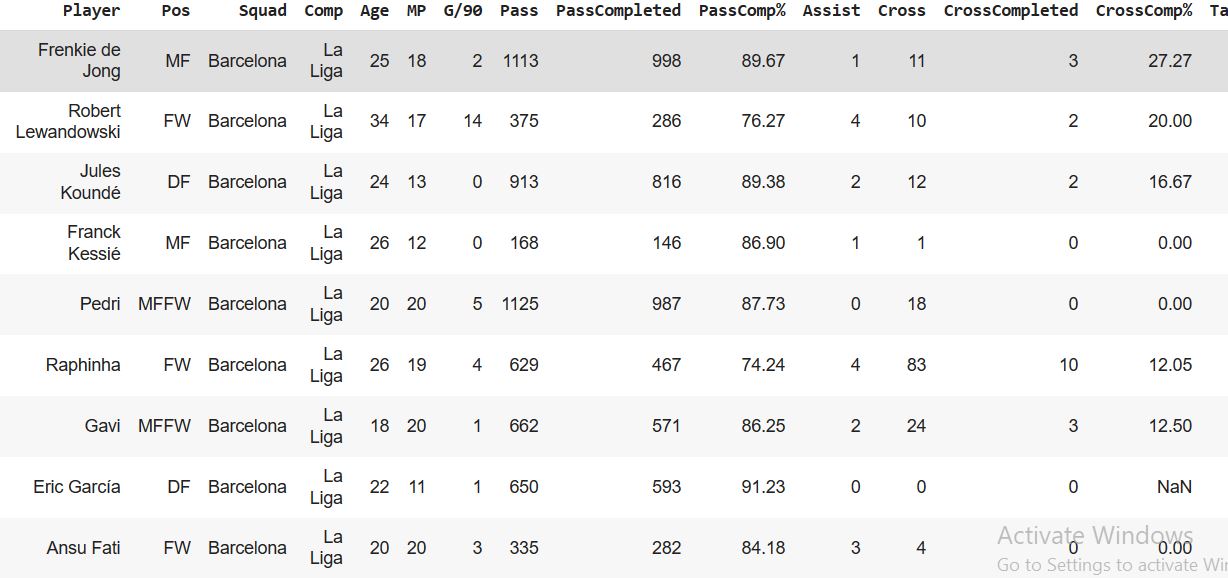 Player Pos Squad Comp Age MP G/90 Pass PassCompleted PassComp% Assist Cross CrossCompleted CrossComp% Ta
Frenkie de Jong MF Barcelona La Liga 25 18 2 1113 998 89.67 1 11 3 27.27
Robert Lewandowski FW Barcelona La Liga 34 17 14 375 286 76.27 4 10 2 20.00
Jules Koundé DF Barcelona La Liga 24 13 0 913 816 89.38 2 12 2 16.67
Franck Kessié MF Barcelona La Liga 26 12 0 168 146 86.90 1 1 0 0.00
Pedri MFFW Barcelona La Liga 20 20 5 1125 987 87.73 0 18 0 0.00
Raphinha FW Barcelona La Liga 26 19 4 629 467 74.24 4 83 10 12.05
Gavi MFFW Barcelona La Liga 18 20 1 662 571 86.25 2 24 3 12.50
Eric García DF Barcelona La Liga 22 11 1 650 593 91.23 0 0 0 NaN
Ansu Fati FW Barcelona La Liga 20 20 3 335 282 84.18 3 4 0 0.00
Activate Windows
Go to Settings to activate Wi